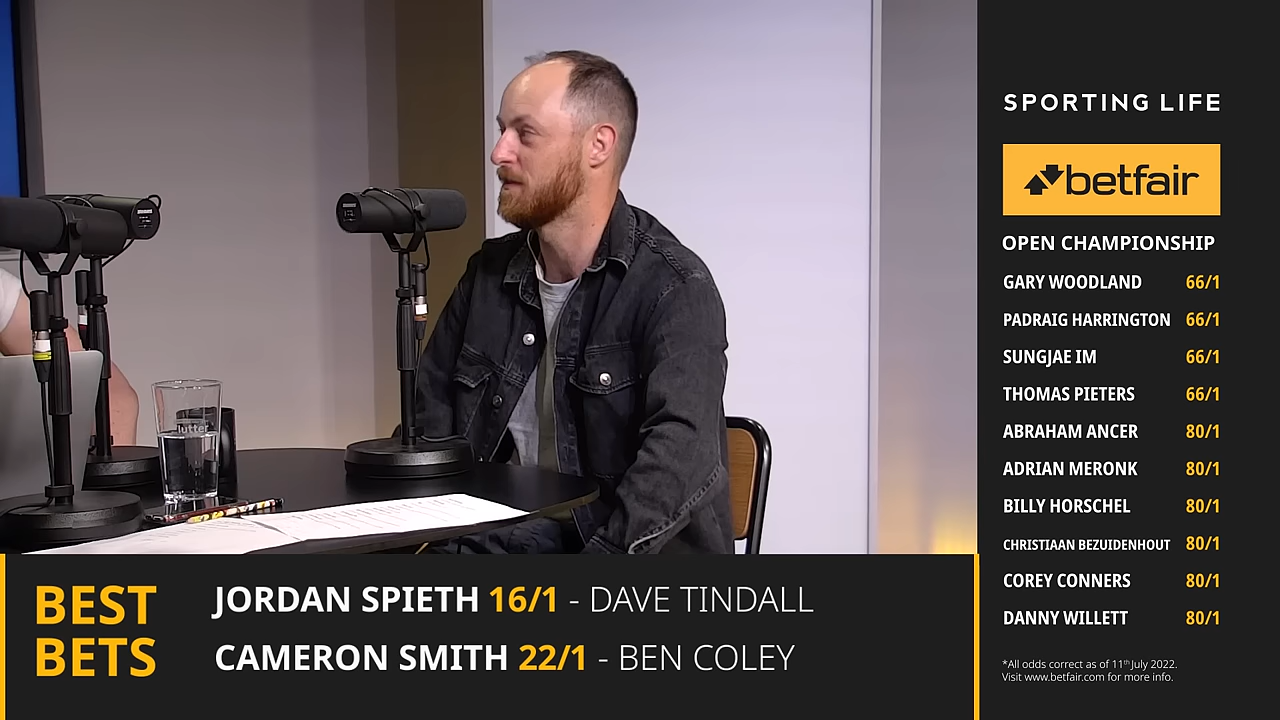 SPORTING LIFE
betfair
OPEN CHAMPIONSHIP
GARY WOODLAND 66/1
PADRAIG HARRINGTON 66/1
SUNGJAE IM 66/1
THOMAS PIETERS 66/1
ABRAHAM ANCER 80/1
ADRIAN MERONK 80/1
BILLY HORSCHEL 80/1
CHRISTIAAN BEZUIDENHOUT 80/1
COREY CONNERS 80/1
DANNY WILLETT 80/1
*All odds correct as of 11th July 2022.
Visit www.betfair.com for more info.
BEST
BETS
JORDAN SPIETH 16/1 - DAVE TINDALL
CAMERON SMITH 22/1 - BEN COLEY